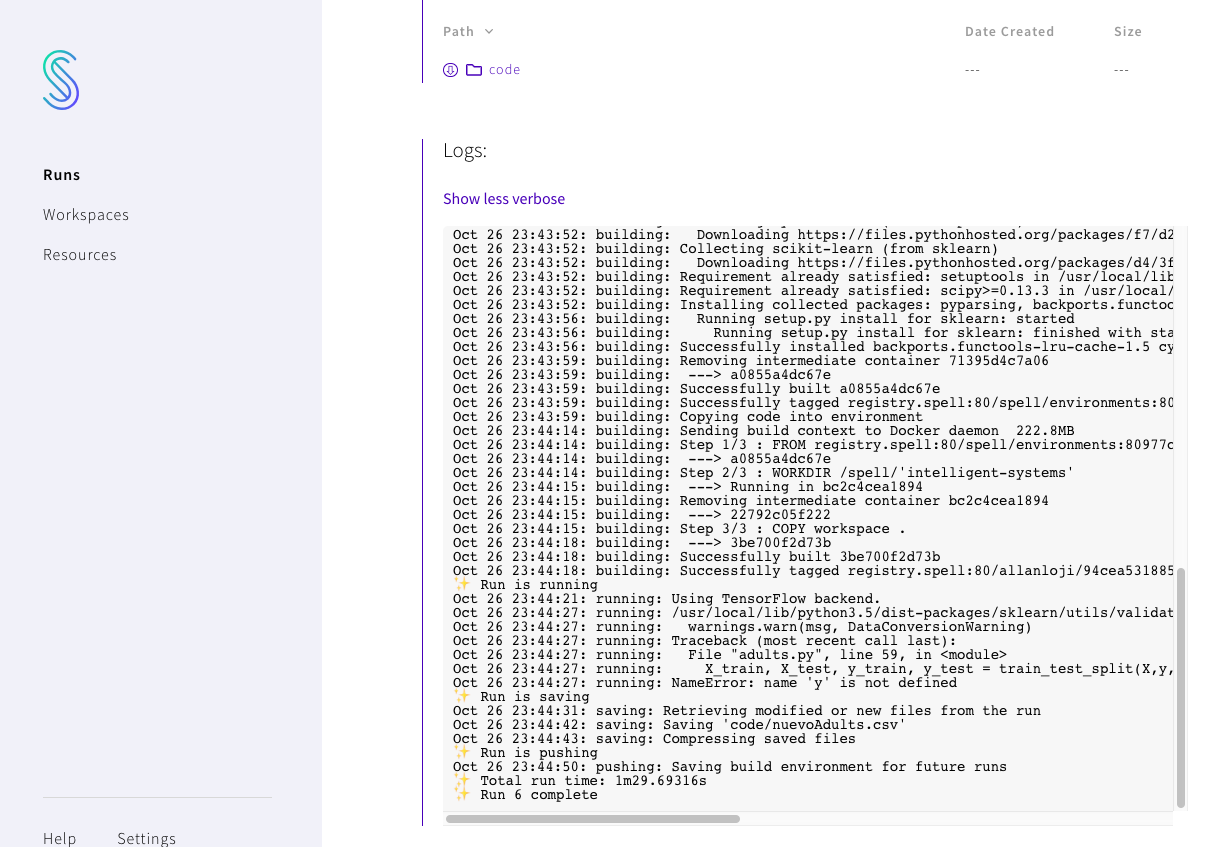 Path Date Created Size
code --- ---
Runs
Workspaces
Resources
Help Settings
Logs:
Show less verbose
Oct 26 23:43:52: building:   Downloading https://files.pythonhosted.org/packages/f7/d2
Oct 26 23:43:52: building: Collecting scikit-learn (from sklearn)
Oct 26 23:43:52: building:   Downloading https://files.pythonhosted.org/packages/d4/3f
Oct 26 23:43:52: building: Requirement already satisfied: setuptools in /usr/local/lib
Oct 26 23:43:52: building: Requirement already satisfied: scipy>=0.13.3 in /usr/local/
Oct 26 23:43:52: building: Installing collected packages: pyparsing, backports.functoo
Oct 26 23:43:56: building:   Running setup.py install for sklearn: started
Oct 26 23:43:56: building:     Running setup.py install for sklearn: finished with sta
Oct 26 23:43:56: building: Successfully installed backports.functools-lru-cache-1.5 cy
Oct 26 23:43:59: building: Removing intermediate container 71395d4c7a06
Oct 26 23:43:59: building:  ---> a0855a4dc67e
Oct 26 23:43:59: building: Successfully built a0855a4dc67e
Oct 26 23:43:59: building: Successfully tagged registry.spell:80/spell/environments:80
Oct 26 23:43:59: building: Copying code into environment
Oct 26 23:44:14: building: Sending build context to Docker daemon  222.8MB
Oct 26 23:44:14: building: Step 1/3 : FROM registry.spell:80/spell/environments:80977c
Oct 26 23:44:14: building:  ---> a0855a4dc67e
Oct 26 23:44:14: building: Step 2/3 : WORKDIR /spell/'intelligent-systems'
Oct 26 23:44:15: building:  ---> Running in bc2c4cea1894
Oct 26 23:44:15: building: Removing intermediate container bc2c4cea1894
Oct 26 23:44:15: building:  ---> 22792c05f222
Oct 26 23:44:15: building: Step 3/3 : COPY workspace .
Oct 26 23:44:18: building:  ---> 3be700f2d73b
Oct 26 23:44:18: building: Successfully built 3be700f2d73b
Oct 26 23:44:18: building: Successfully tagged registry.spell:80/allanloji/94cea531885
✨ Run is running
Oct 26 23:44:21: running: Using TensorFlow backend.
Oct 26 23:44:27: running: /usr/local/lib/python3.5/dist-packages/sklearn/utils/validat
Oct 26 23:44:27: running:   warnings.warn(msg, DataConversionWarning)
Oct 26 23:44:27: running: Traceback (most recent call last):
Oct 26 23:44:27: running:   File "adults.py", line 59, in <module>
Oct 26 23:44:27: running:     X_train, X_test, y_train, y_test = train_test_split(X,y,
Oct 26 23:44:27: running: NameError: name 'y' is not defined
✨ Run is saving
Oct 26 23:44:31: saving: Retrieving modified or new files from the run
Oct 26 23:44:42: saving: Saving 'code/nuevoAdults.csv'
Oct 26 23:44:43: saving: Compressing saved files
✨ Run is pushing
Oct 26 23:44:50: pushing: Saving build environment for future runs
✨ Total run time: 1m29.69316s
✨ Run 6 complete